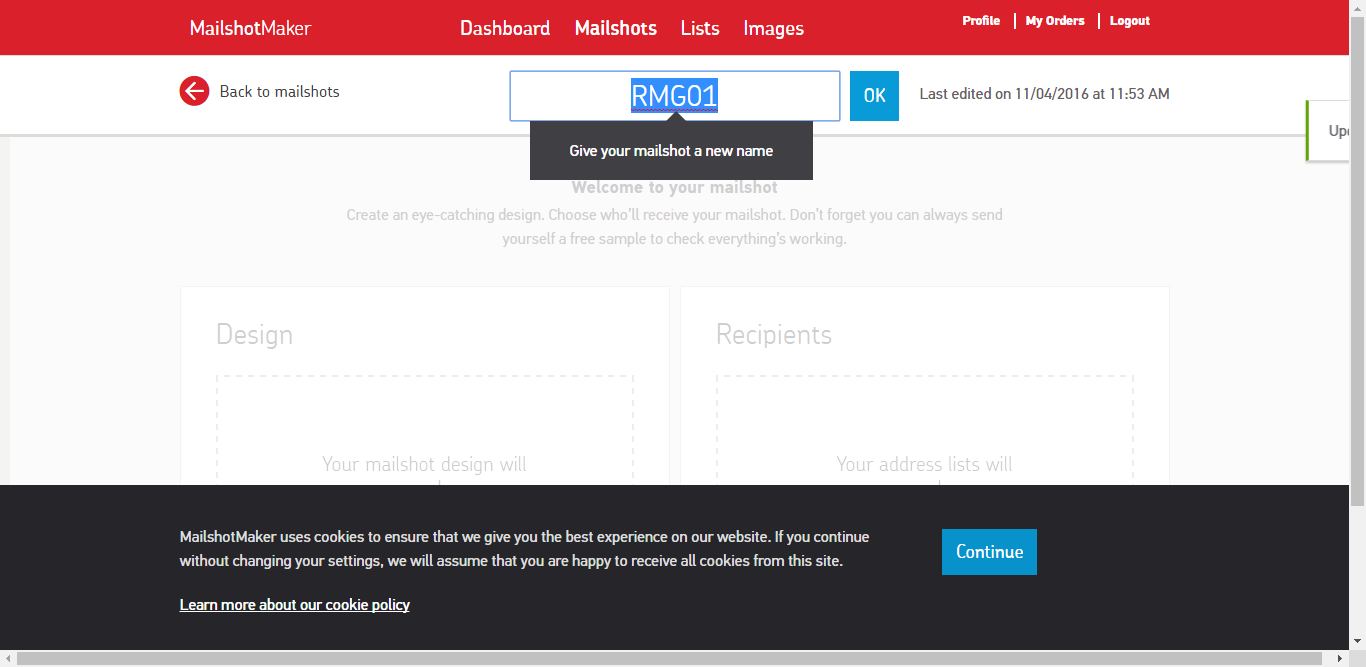 MailshotMaker Dashboard Mailshots Lists Images Profile My Orders Logout
Back to mailshots RMG01 OK Last edited on 11/04/2016 at 11:53 AM
Give your mailshot a new name
Welcome to your mailshot
Create an eye-catching design. Choose who'll receive your mailshot. Don't forget you can always send
yourself a free sample to check everything's working.
Design Recipients
Your mailshot design will Your address lists will
MailshotMaker uses cookies to ensure that we give you the best experience on our website. If you continue
without changing your settings, we will assume that you are happy to receive all cookies from this site.
Continue
Learn more about our cookie policy